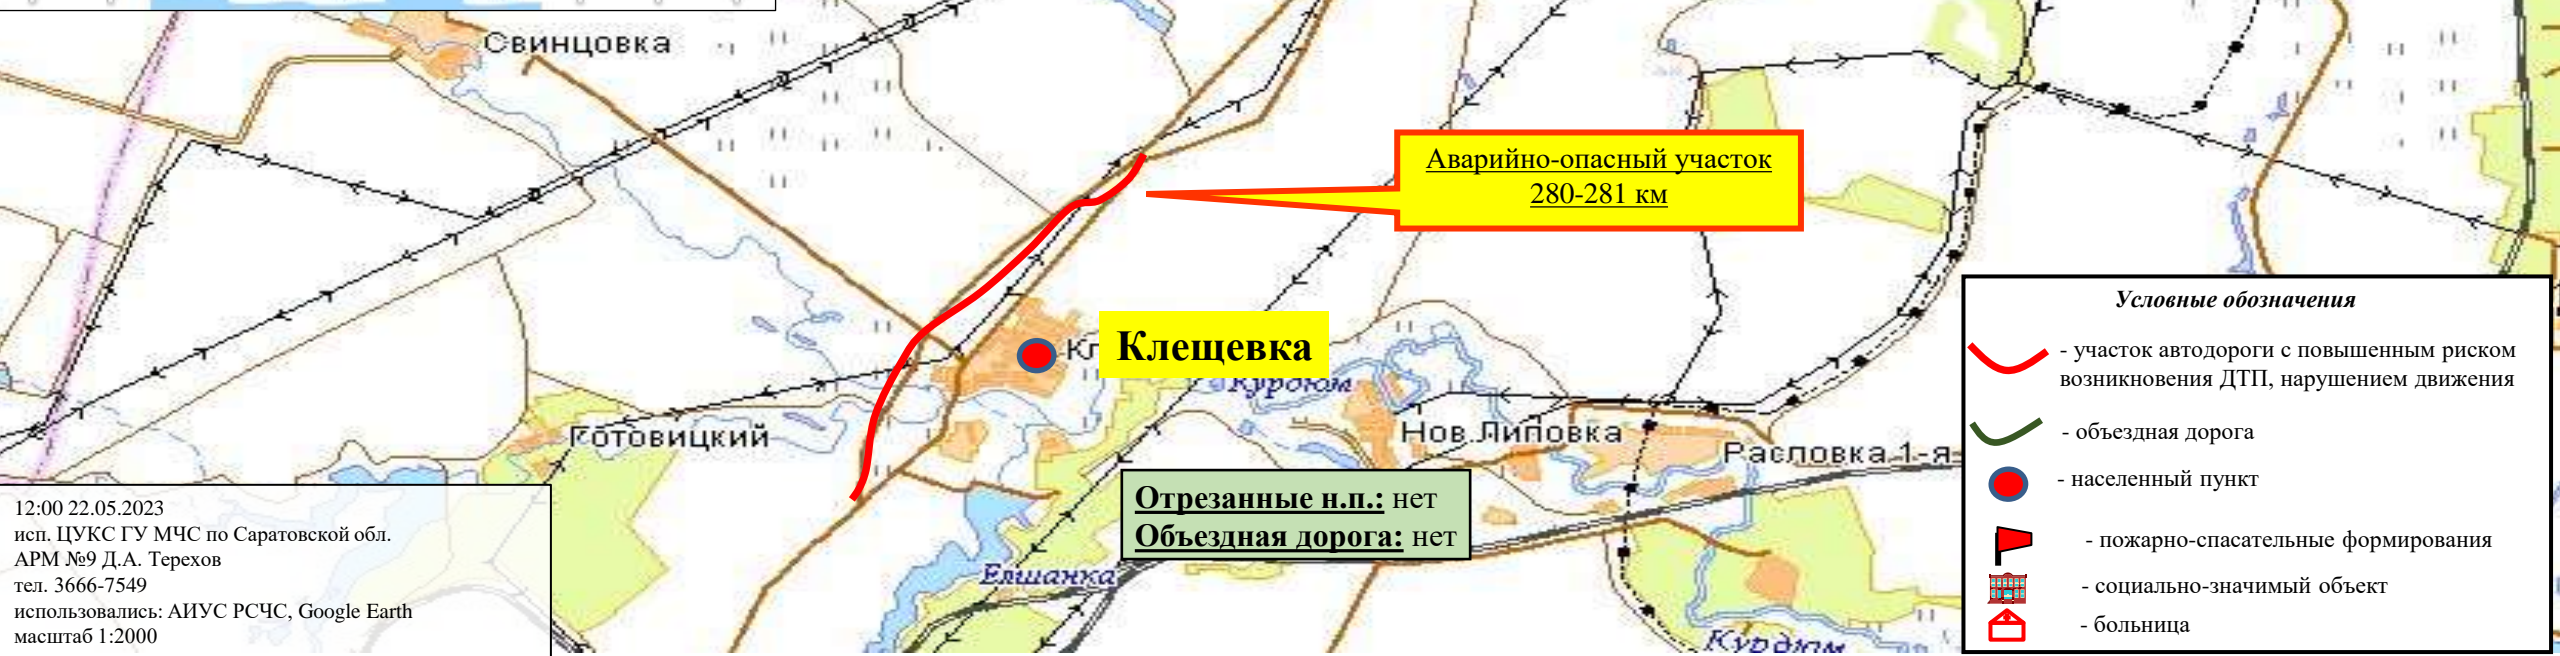 Свинцовка
Аварийно-опасный участок
280-281 км
Условные обозначения
- участок автодороги с повышенным риском
возникновения ДТП, нарушением движения
- объездная дорога
- населенный пункт
- пожарно-спасательные формирования
- социально-значимый объект
- больница
Клещевка
Курдюм
Готовицкий
Нов.Липовка
Расловка 1-я
Отрезанные н.п.: нет
Объездная дорога: нет
Елшанка
Курдюм
12:00 22.05.2023
исп. ЦУКС ГУ МЧС по Саратовской обл.
АРМ №9 Д.А. Терехов
тел. 3666-7549
использовались: АИУС РСЧС, Google Earth
масштаб 1:2000